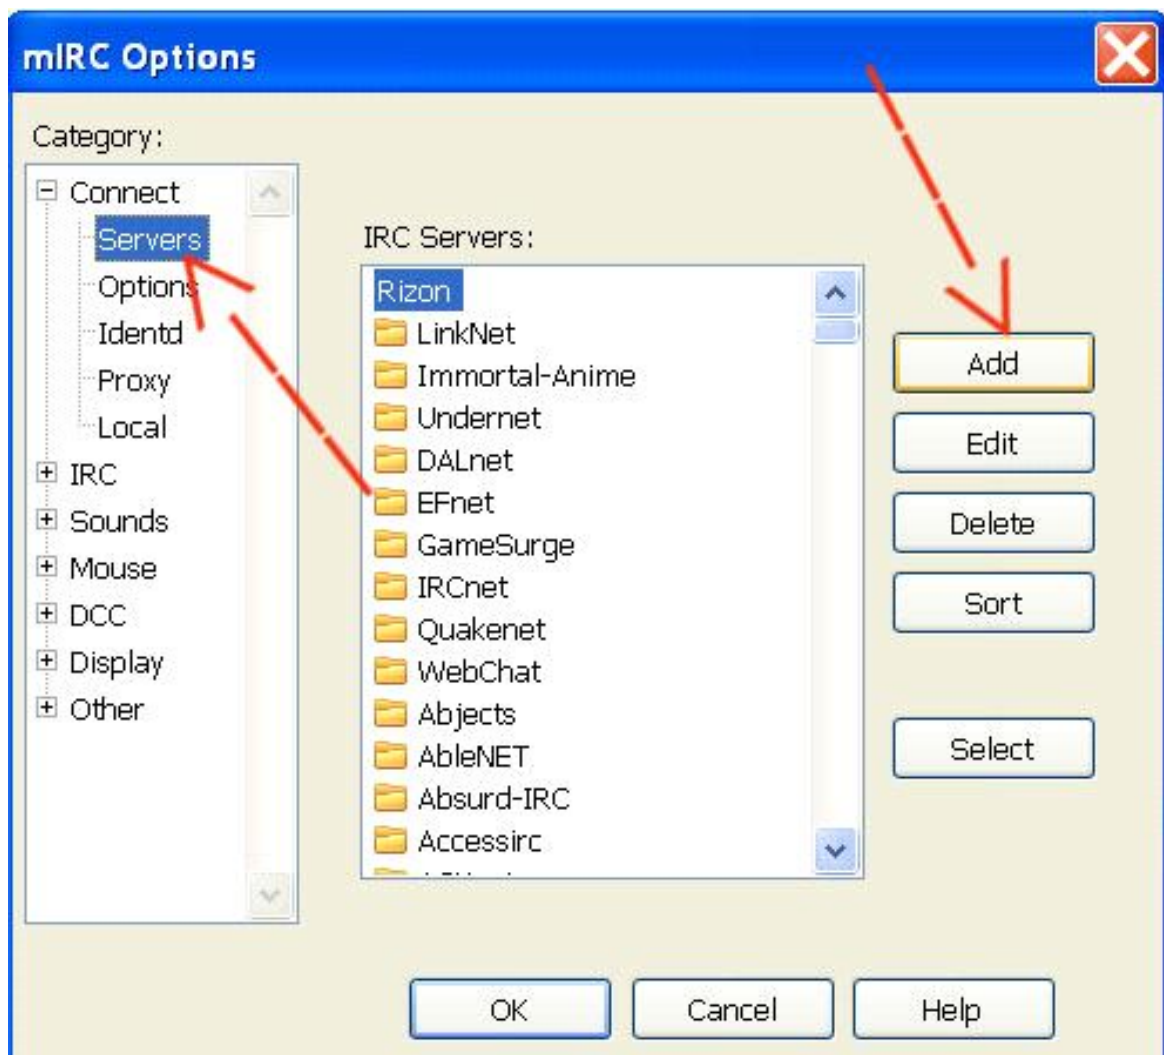 mIRC Options
Category:
Connect
Servers
Options
Identd
Proxy
Local
IRC
Sounds
Mouse
DCC
Display
Other
IRC Servers:
Rizon
LinkNet
Immortal-Anime
Undernet
DALnet
EFnet
GameSurge
IRCnet
Quakenet
WebChat
Abjects
AbleNET
Absurd-IRC
Accessirc
Add
Edit
Delete
Sort
Select
OK
Cancel
Help